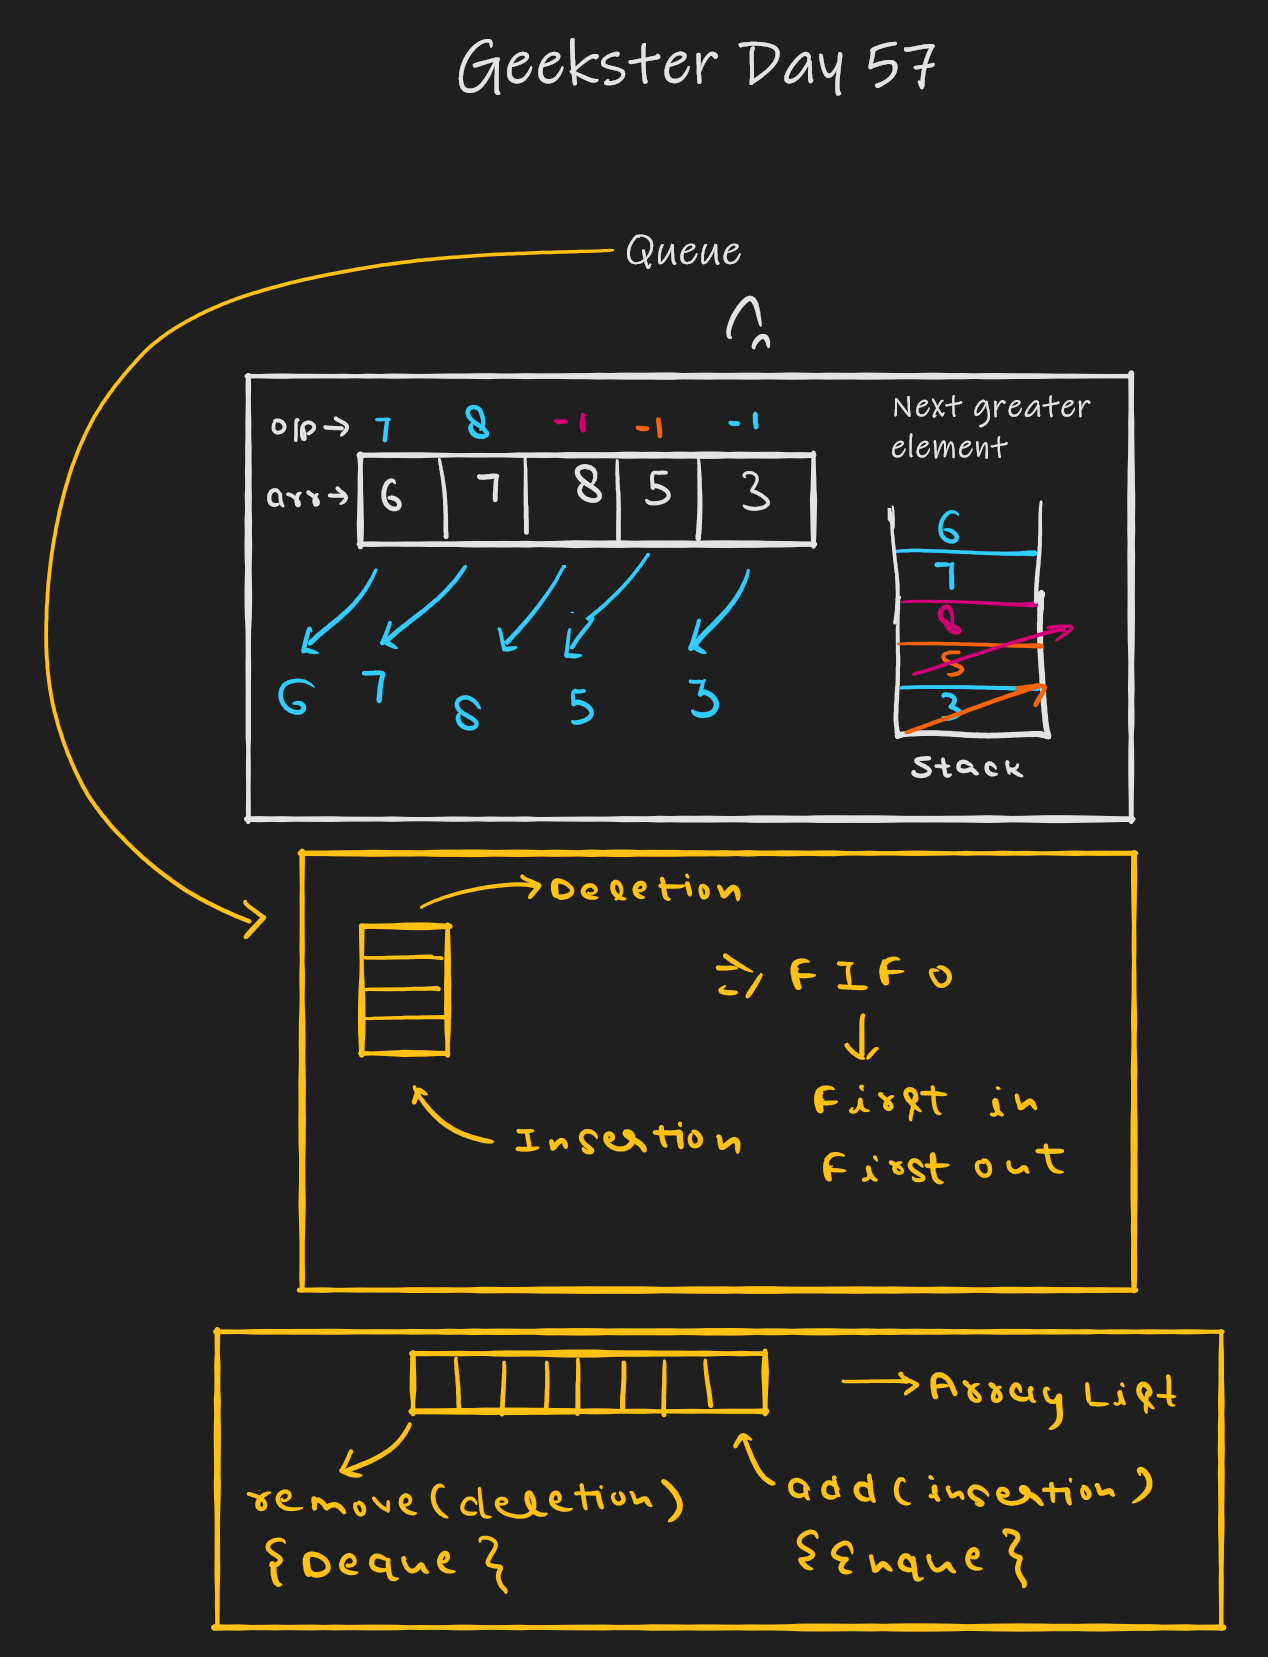 Geekster Day 57
Queue
o/p → 7 8 -1 -1 -1
arr → 6 7 8 5 3
6 7 8 5 3
Next greater
element
6
7
8
5
3
Stack
Deletion
Insertion
⇒ FIFO
First in
First out
→ Array List
remove (deletion)
{Deque}
add (insertion)
{Enque}